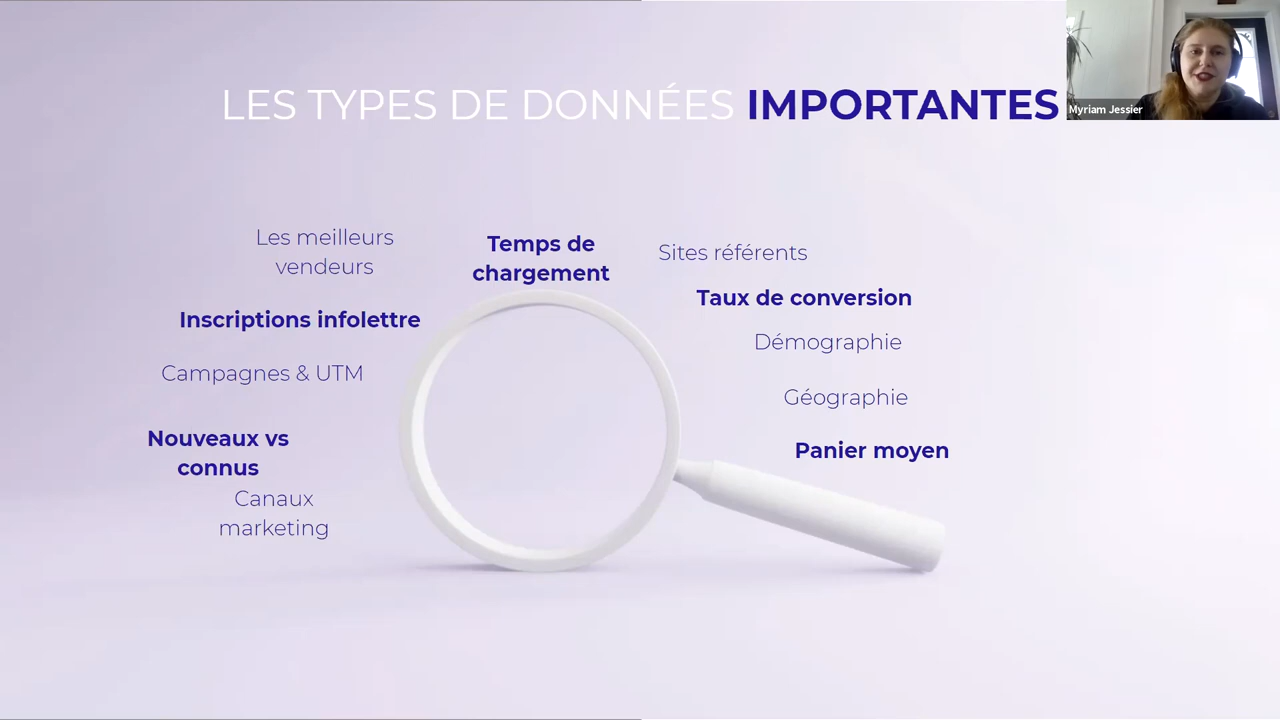 LES TYPES DE DONNÉES IMPORTANTES
Myriam Jessier
Les meilleurs
vendeurs
Temps de
chargement
Sites référents
Inscriptions infolettre
Taux de conversion
Campagnes & UTM
Démographie
Géographie
Nouveaux vs
connus
Panier moyen
Canaux
marketing